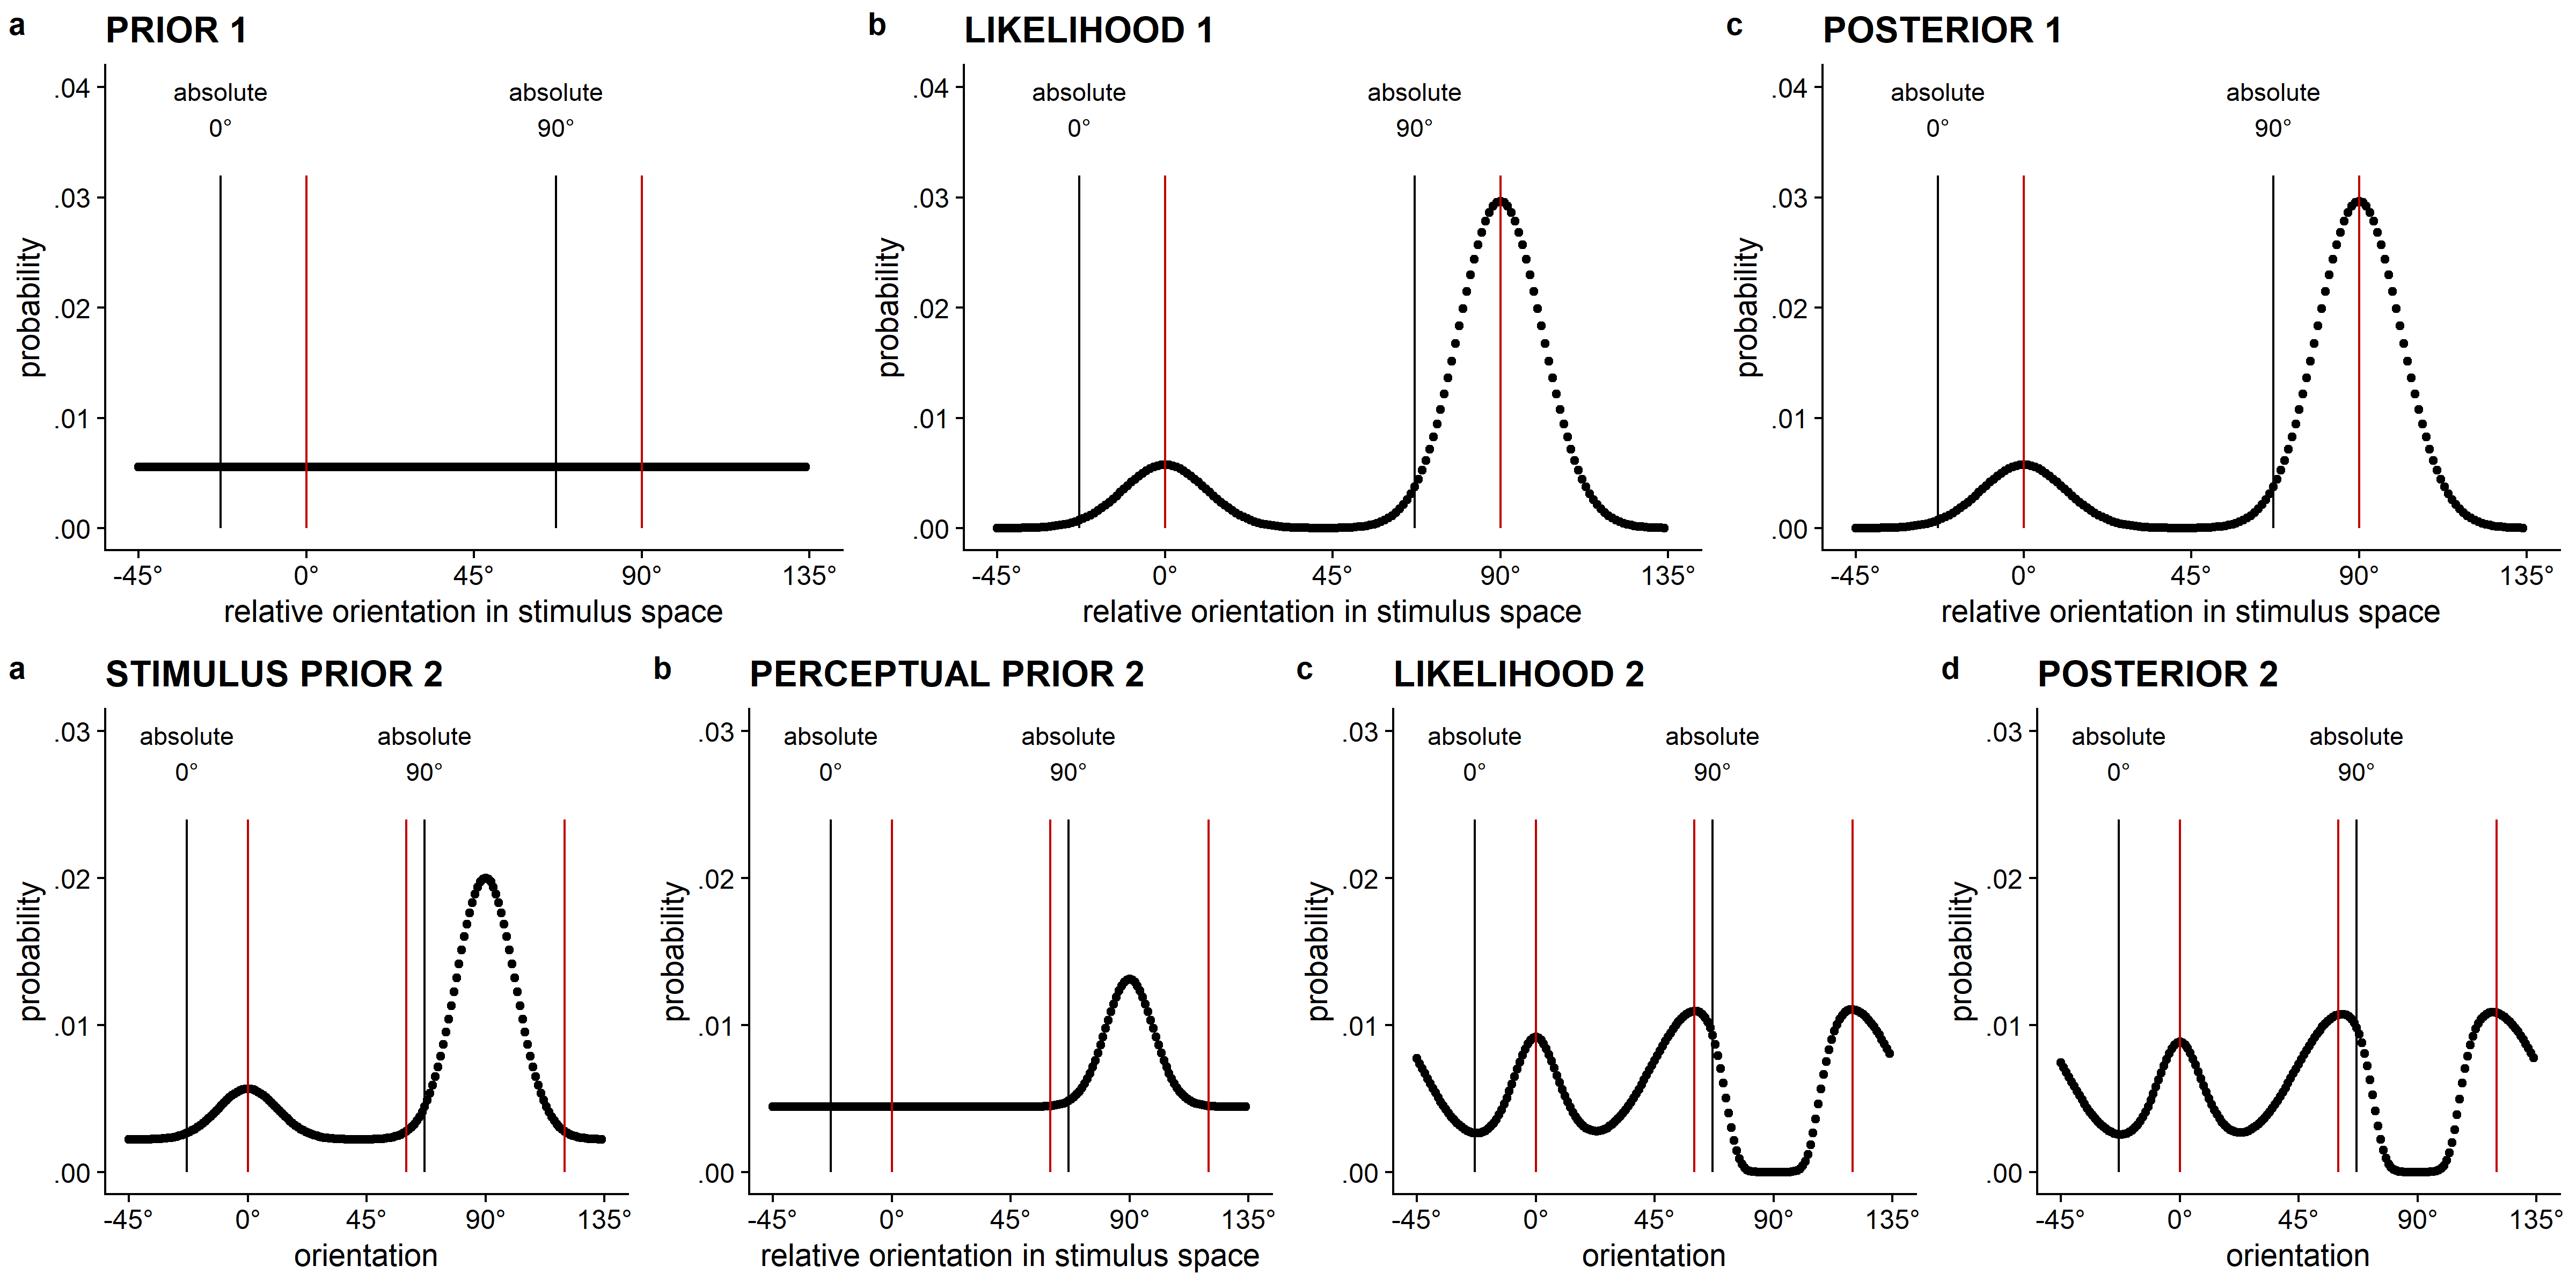 a PRIOR 1
absolute 0°
absolute 90°
.04
.03
.02
.01
.00
probability
-45° 0° 45° 90° 135°
relative orientation in stimulus space
b LIKELIHOOD 1
absolute 0°
absolute 90°
.04
.03
.02
.01
.00
probability
-45° 0° 45° 90° 135°
relative orientation in stimulus space
c POSTERIOR 1
absolute 0°
absolute 90°
.04
.03
.02
.01
.00
probability
-45° 0° 45° 90° 135°
relative orientation in stimulus space
a STIMULUS PRIOR 2
absolute 0°
absolute 90°
.03
.02
.01
.00
probability
-45° 0° 45° 90° 135°
orientation
b PERCEPTUAL PRIOR 2
absolute 0°
absolute 90°
.03
.02
.01
.00
probability
-45° 0° 45° 90° 135°
relative orientation in stimulus space
c LIKELIHOOD 2
absolute 0°
absolute 90°
.03
.02
.01
.00
probability
-45° 0° 45° 90° 135°
orientation
d POSTERIOR 2
absolute 0°
absolute 90°
.03
.02
.01
.00
probability
-45° 0° 45° 90° 135°
orientation